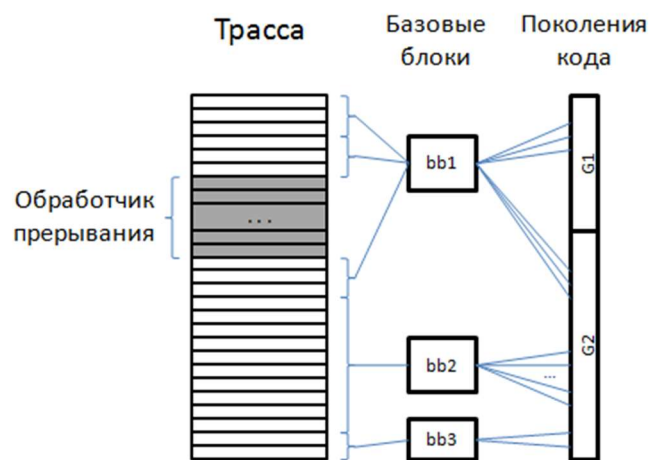 Трасса
Базовые
блоки
Поколения
кода
bb1
G1
Обработчик
прерывания
...
G2
bb2
...
bb3